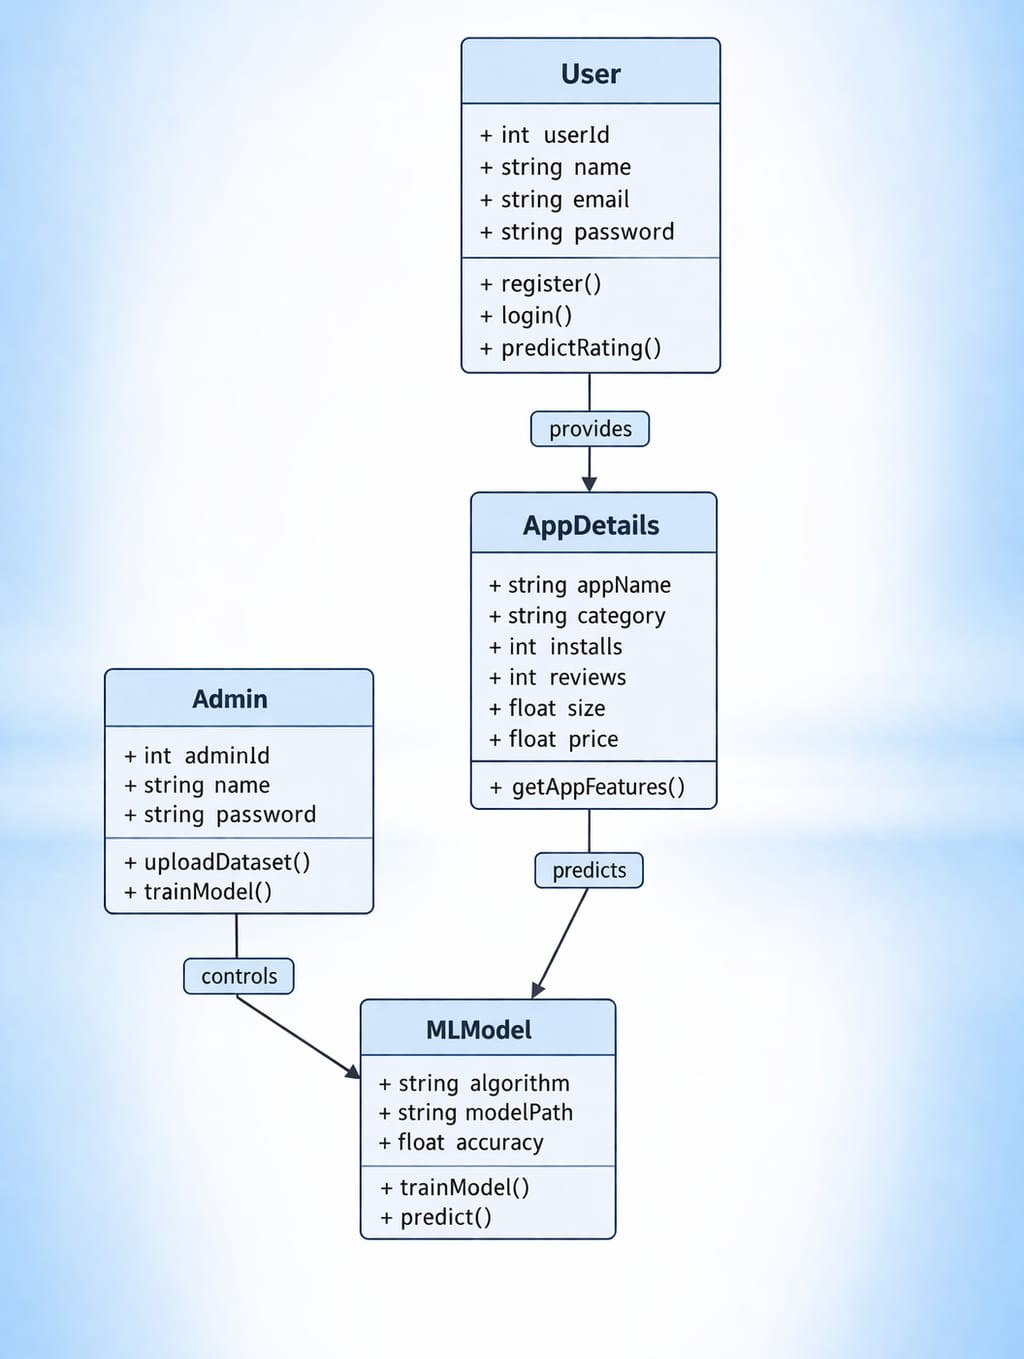 User
+ int userId
+ string name
+ string email
+ string password
+ register()
+ login()
+ predictRating()
provides
AppDetails
+ string appName
+ string category
+ int installs
+ int reviews
+ float size
+ float price
+ getAppFeatures()
predicts
Admin
+ int adminId
+ string name
+ string password
+ uploadDataset()
+ trainModel()
controls
MLModel
+ string algorithm
+ string modelPath
+ float accuracy
+ trainModel()
+ predict()